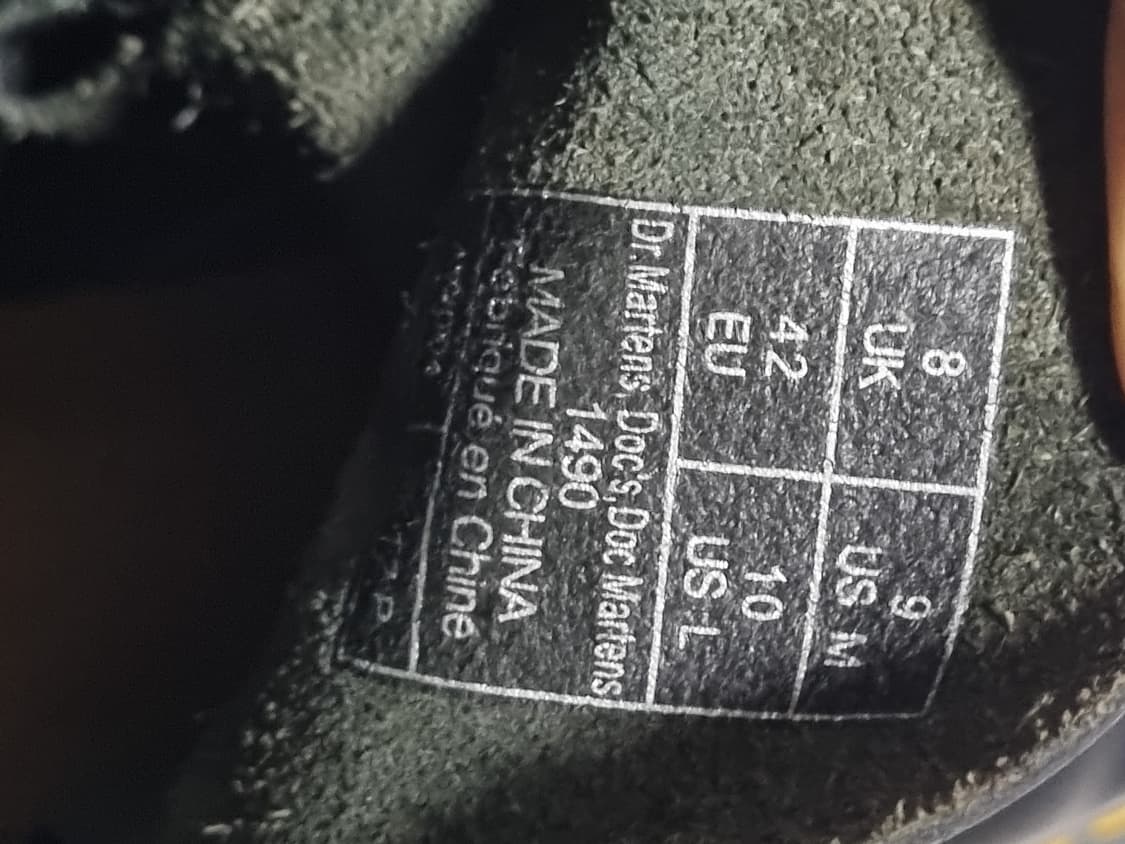 8 9
UK US M
42 10
EU US L
Dr. Martens, Doc's, Doc Martens
1490
MADE IN CHINA
Fabriqué en Chine